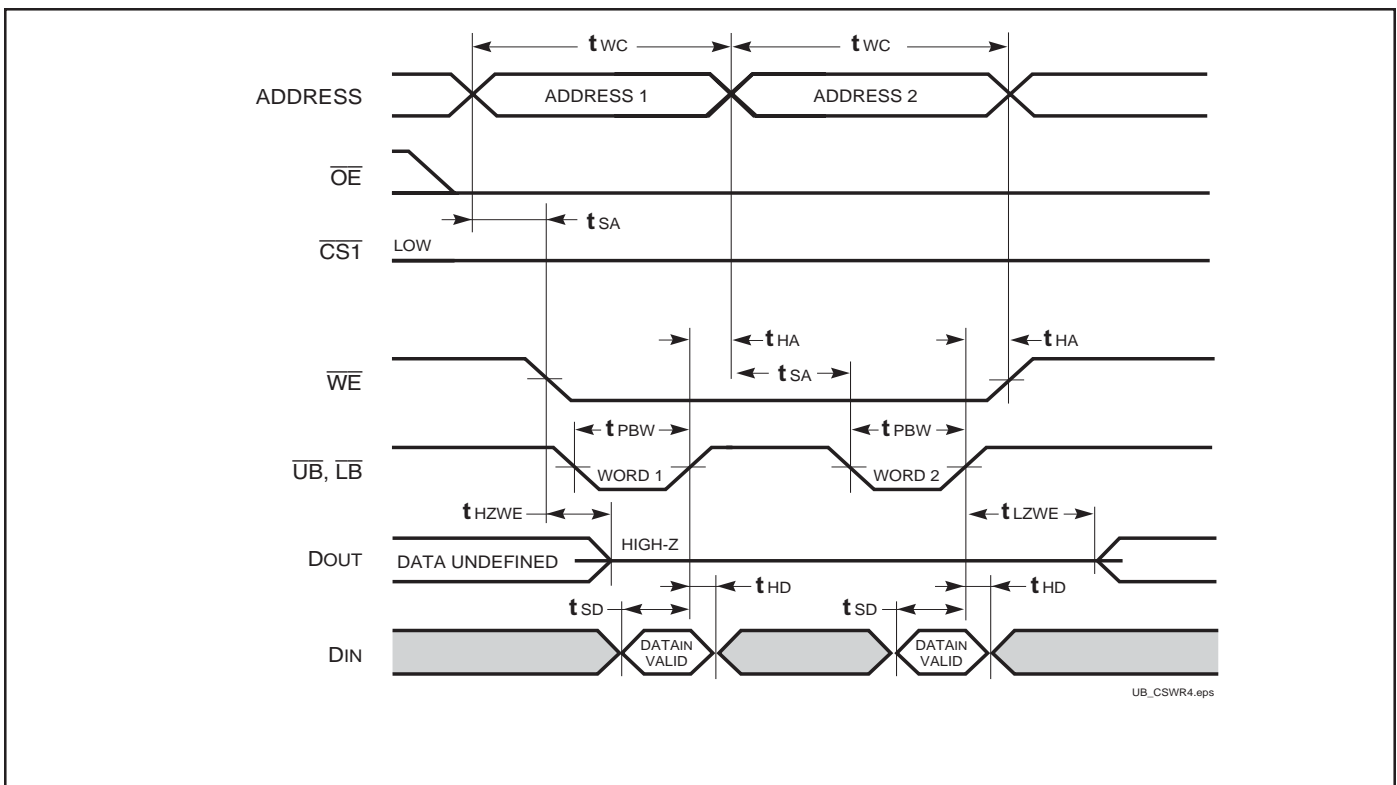 tWC tWC
ADDRESS ADDRESS 1 ADDRESS 2
OE
tSA
CS1 LOW
tHA tHA
tSA
WE
tPBW tPBW
UB, LB WORD 1 WORD 2
tHZWE tLZWE
DOUT DATA UNDEFINED HIGH-Z
tHD tHD
tSD tSD
DIN DATAIN VALID DATAIN VALID
UB_CSWR4.eps